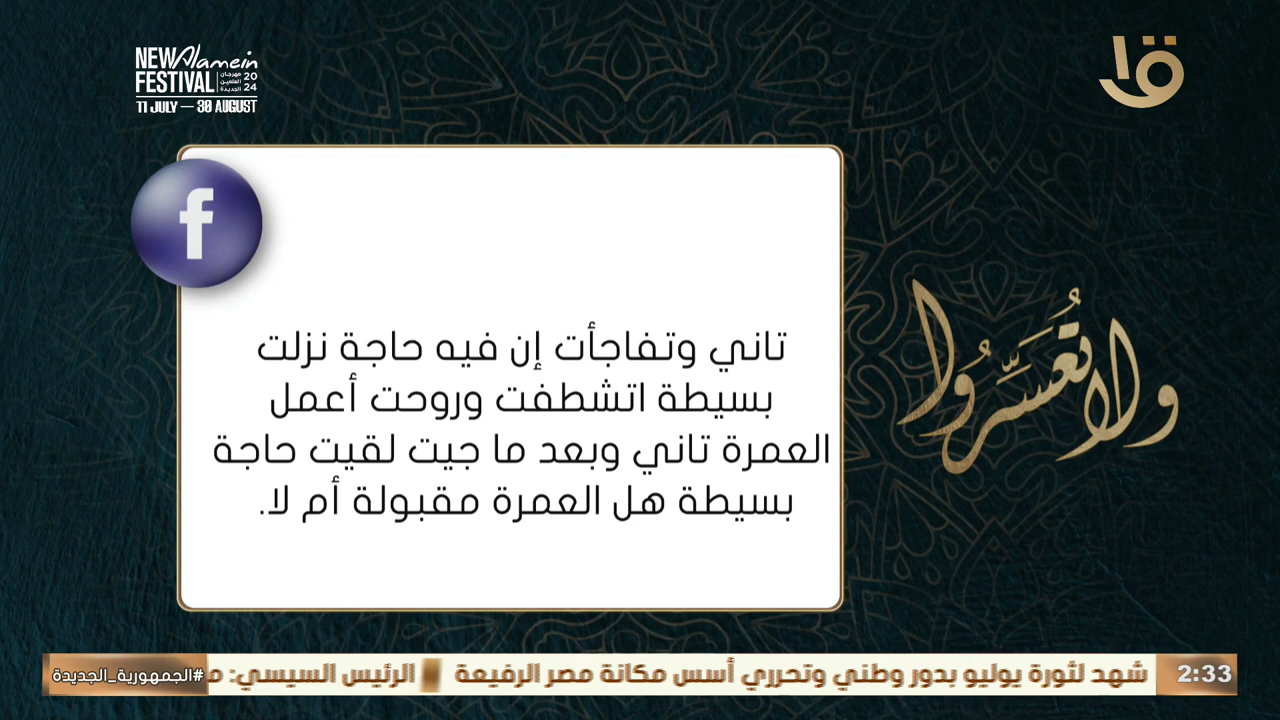 NEW Alamein
FESTIVAL
مهرجان
العلمين
الجديدة
20
24
11 JULY — 30 AUGUST
تاني وتفاجأت إن فيه حاجة نزلت
بسيطة اتشطفت وروحت أعمل
العمرة تاني وبعد ما جيت لقيت حاجة
بسيطة هل العمرة مقبولة أم لا.
ولا تُعَسِّرُوا
2:33
شهد لثورة يوليو بدور وطني وتحرري أسس مكانة مصر الرفيعة
الرئيس السيسي: م
#الجمهورية_الجديدة